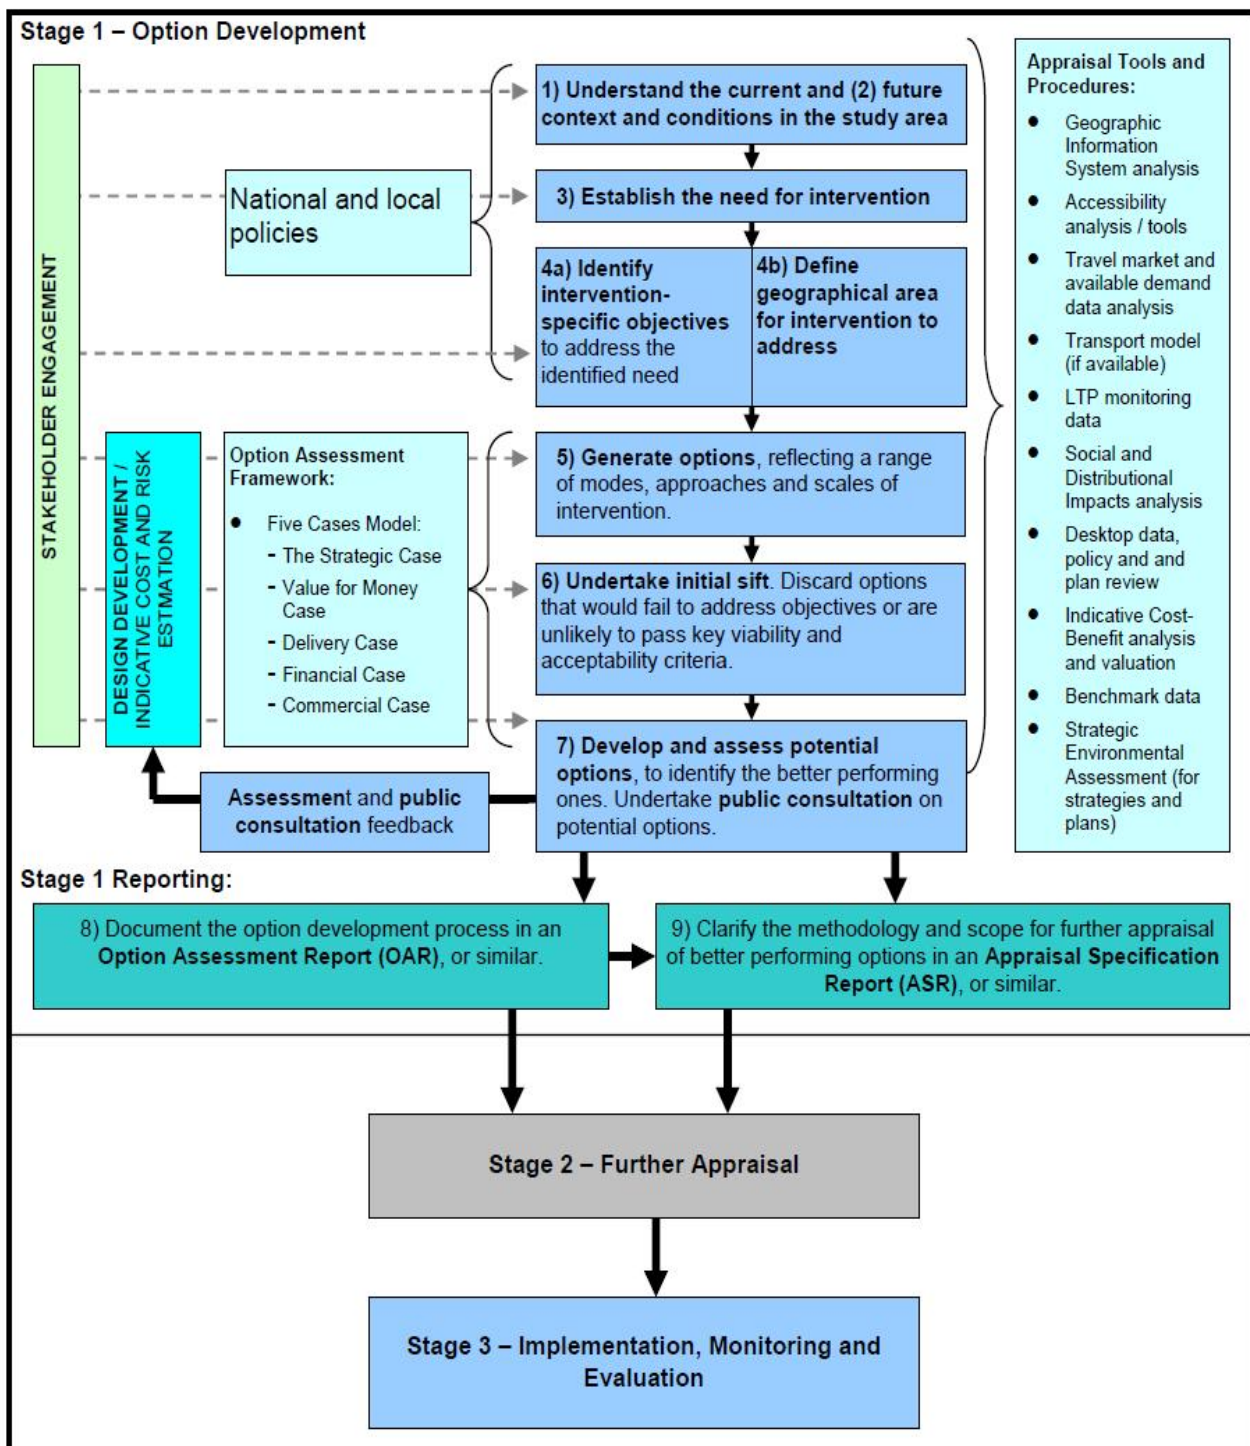 Stage 1 – Option Development
STAKEHOLDER ENGAGEMENT
National and local
policies
1) Understand the current and (2) future
context and conditions in the study area
3) Establish the need for intervention
4a) Identify
intervention-
specific objectives
to address the
identified need
4b) Define
geographical area
for intervention to
address
DESIGN DEVELOPMENT /
INDICATIVE COST AND RISK
ESTMATION
Option Assessment
Framework:
● Five Cases Model:
- The Strategic Case
- Value for Money
Case
- Delivery Case
- Financial Case
- Commercial Case
5) Generate options, reflecting a range
of modes, approaches and scales of
intervention.
6) Undertake initial sift. Discard options
that would fail to address objectives or are
unlikely to pass key viability and
acceptability criteria.
7) Develop and assess potential
options, to identify the better performing
ones. Undertake public consultation on
potential options.
Assessment and public
consultation feedback
Appraisal Tools and
Procedures:
● Geographic
Information
System analysis
● Accessibility
analysis / tools
● Travel market and
available demand
data analysis
● Transport model
(if available)
● LTP monitoring
data
● Social and
Distributional
Impacts analysis
● Desktop data,
policy and and
plan review
● Indicative Cost-
Benefit analysis
and valuation
● Benchmark data
● Strategic
Environmental
Assessment (for
strategies and
plans)
Stage 1 Reporting:
8) Document the option development process in an
Option Assessment Report (OAR), or similar.
9) Clarify the methodology and scope for further appraisal
of better performing options in an Appraisal Specification
Report (ASR), or similar.
Stage 2 – Further Appraisal
Stage 3 – Implementation, Monitoring and
Evaluation